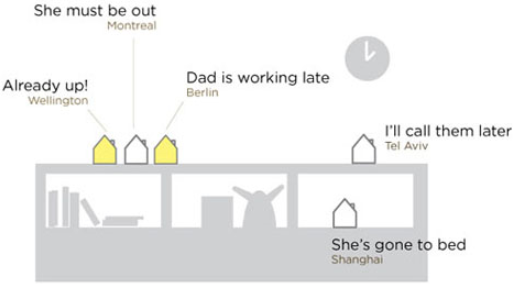 She must be out
Montreal
Already up!
Wellington
Dad is working late
Berlin
I'll call them later
Tel Aviv
She's gone to bed
Shanghai